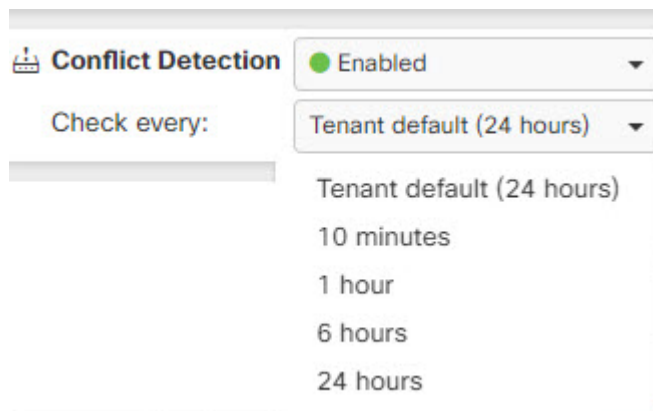 Conflict Detection Enabled
Check every: Tenant default (24 hours)
Tenant default (24 hours)
10 minutes
1 hour
6 hours
24 hours